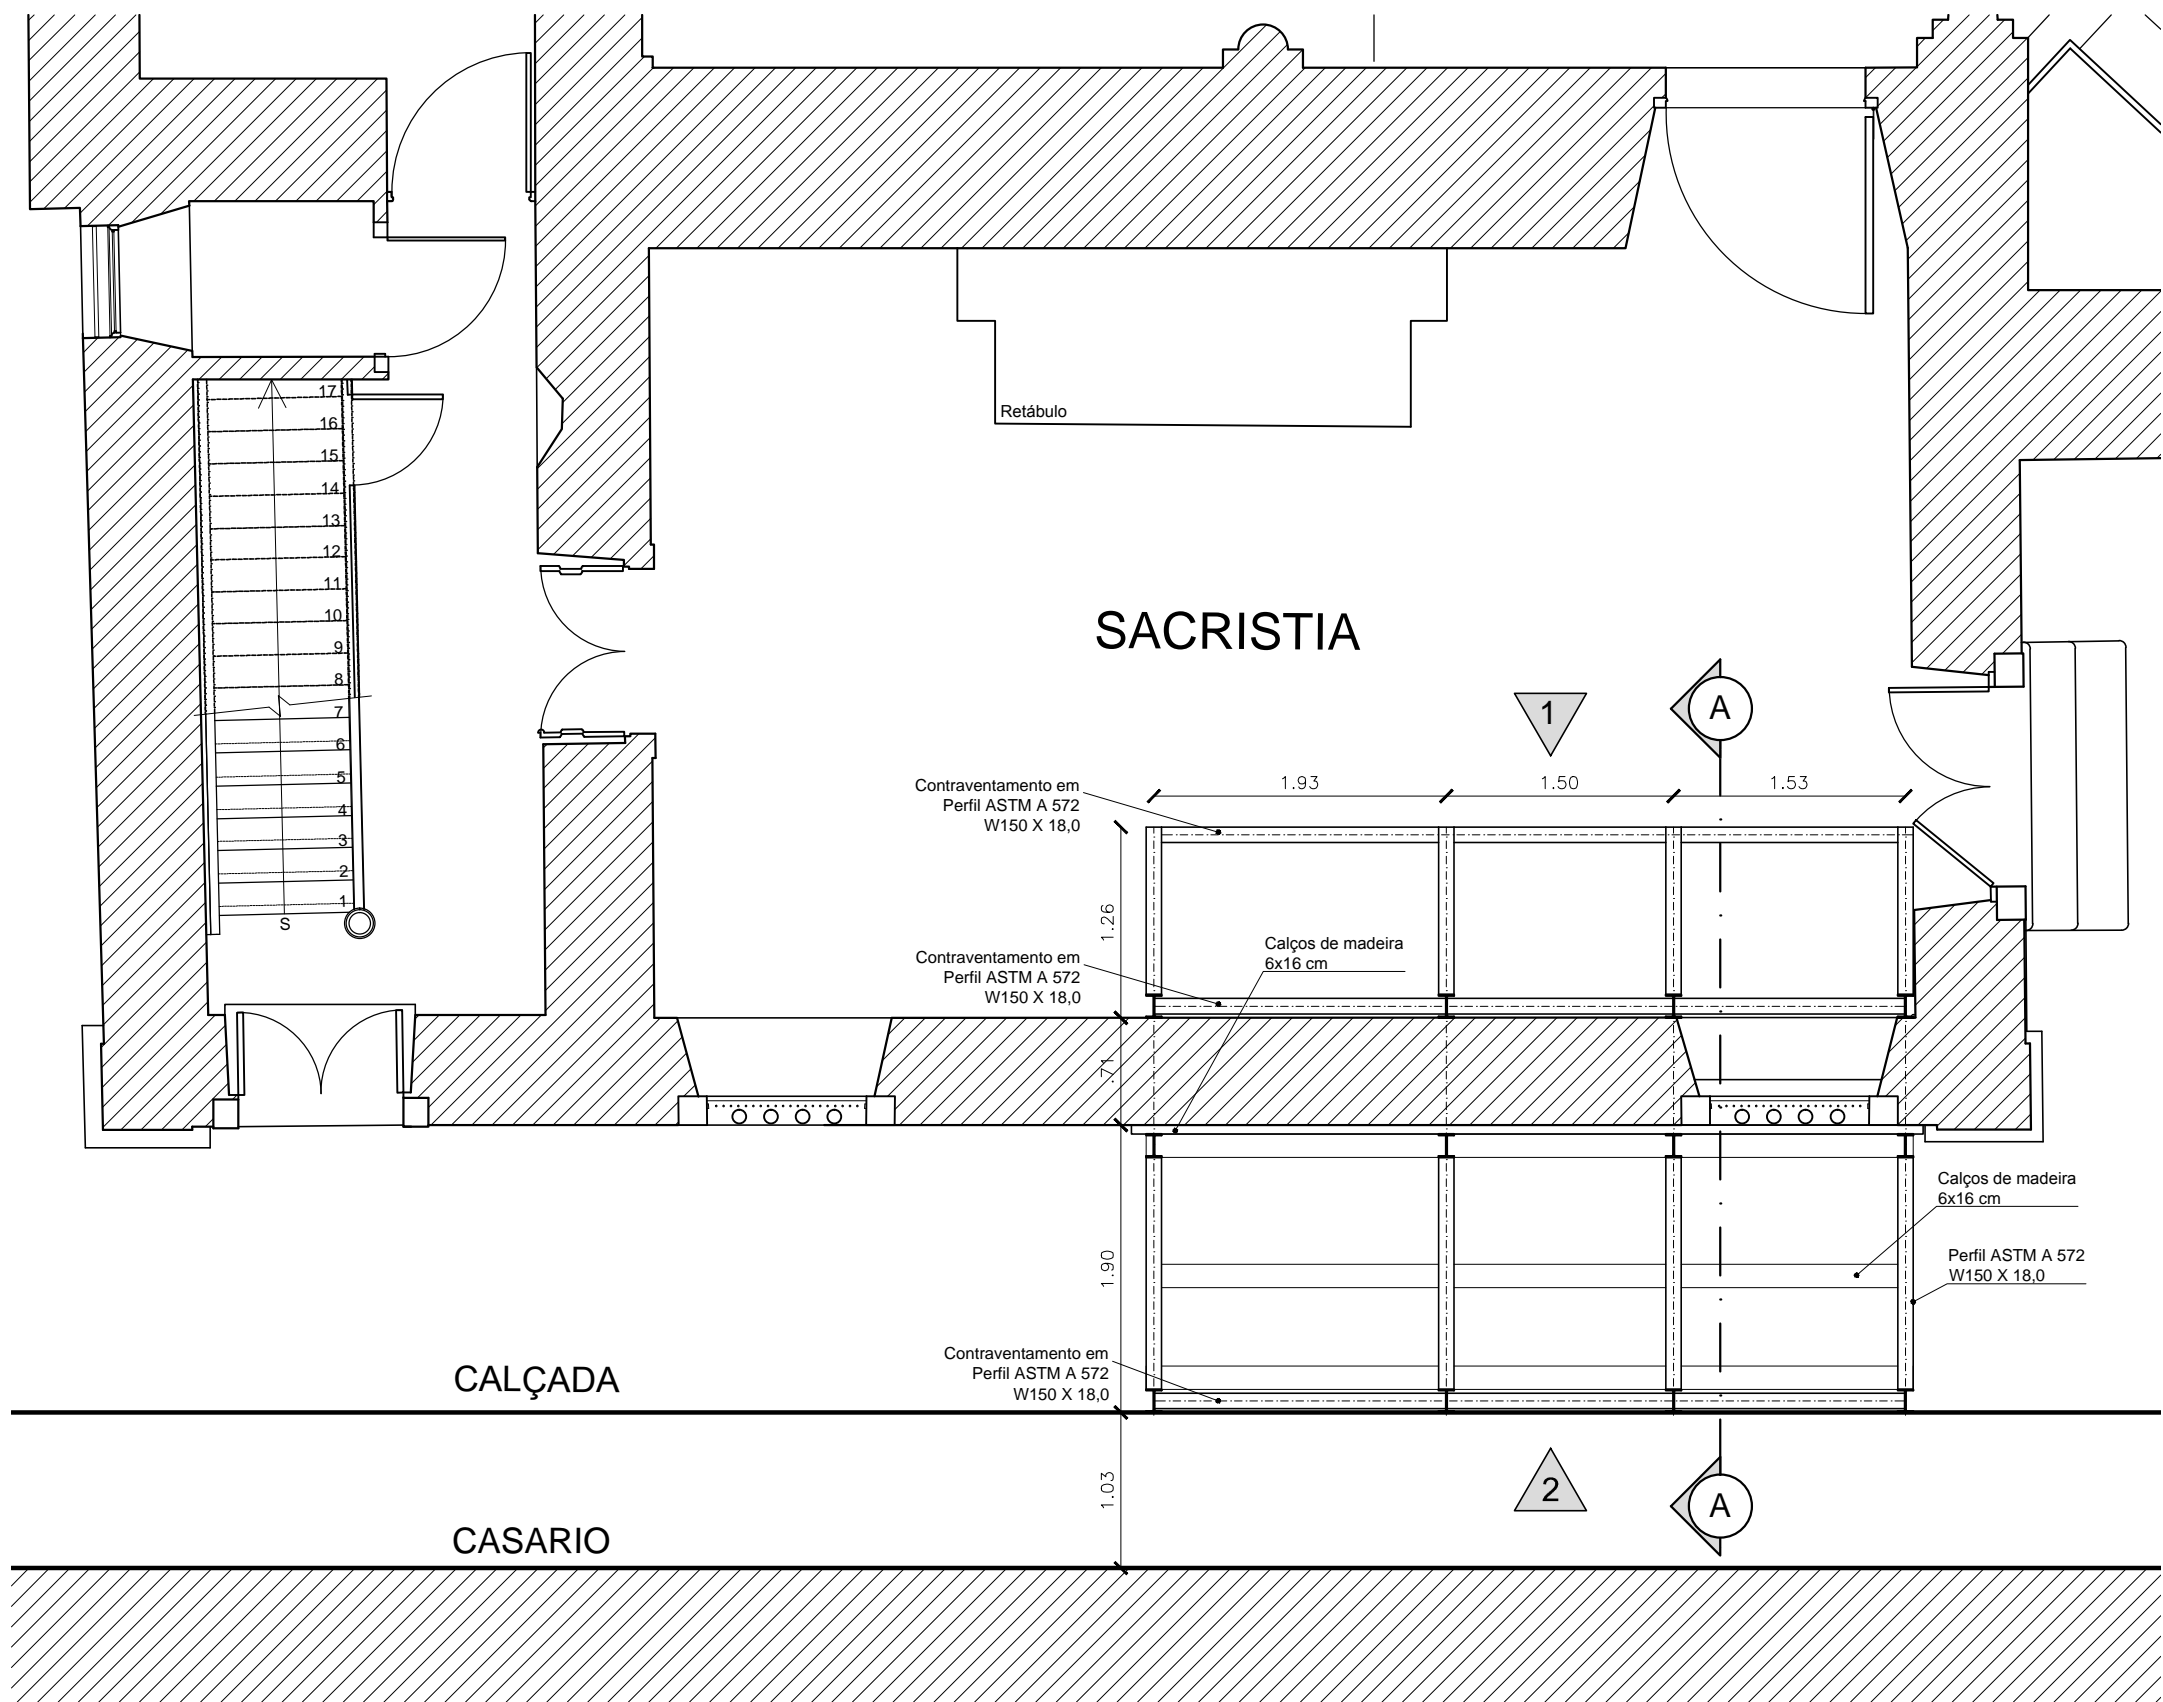 17
16
15
14
13
12
11
10
9
8
7
6
5
4
3
2
1
S
Retábulo
SACRISTIA
1
A
1.93
1.50
1.53
Contraventamento em
Perfil ASTM A 572
W150 X 18,0
1.26
Calços de madeira
6x16 cm
Contraventamento em
Perfil ASTM A 572
W150 X 18,0
.71
Calços de madeira
6x16 cm
Perfil ASTM A 572
W150 X 18,0
1.90
Contraventamento em
Perfil ASTM A 572
W150 X 18,0
CALÇADA
1.03
2
A
CASARIO